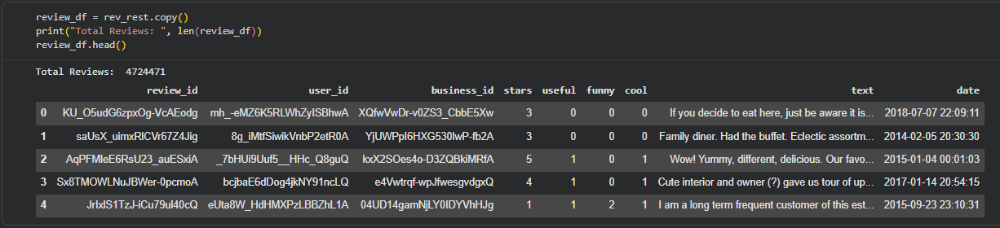 review_df = rev_rest.copy()
print("Total Reviews: ", len(review_df))
review_df.head()
Total Reviews:  4724471
review_id user_id business_id stars useful funny cool text date
0 KU_O5udG6zpxOg-VcAEodg mh_-eMZ6K5RLWhZyISBhwA XQfwVwDr-v0ZS3_CbbE5Xw 3 0 0 0 If you decide to eat here, just be aware it is... 2018-07-07 22:09:11
1 saUsX_uimxRlCVr67Z4Jig 8g_iMtfSiwikVnbP2etR0A YjUWPpI6HXG530lwP-fb2A 3 0 0 0 Family diner. Had the buffet. Eclectic assortm... 2014-02-05 20:30:30
2 AqPFMleE6RsU23_auESxiA _7bHUi9Uuf5__HHc_Q8guQ kxX2SOes4o-D3ZQBkiMRfA 5 1 0 1 Wow! Yummy, different, delicious. Our favo... 2015-01-04 00:01:03
3 Sx8TMOWLNuJBWer-0pcmoA bcjbaE6dDog4jkNY91ncLQ e4Vwtrqf-wpJfwesgvdgxQ 4 1 0 1 Cute interior and owner (?) gave us tour of up... 2017-01-14 20:54:15
4 JrIxlS1TzJ-iCu79ul40cQ eUta8W_HdHMXPzLBBZhL1A 04UD14gamNjLY0IDYVhHJg 1 1 2 1 I am a long term frequent customer of this est... 2015-09-23 23:10:31